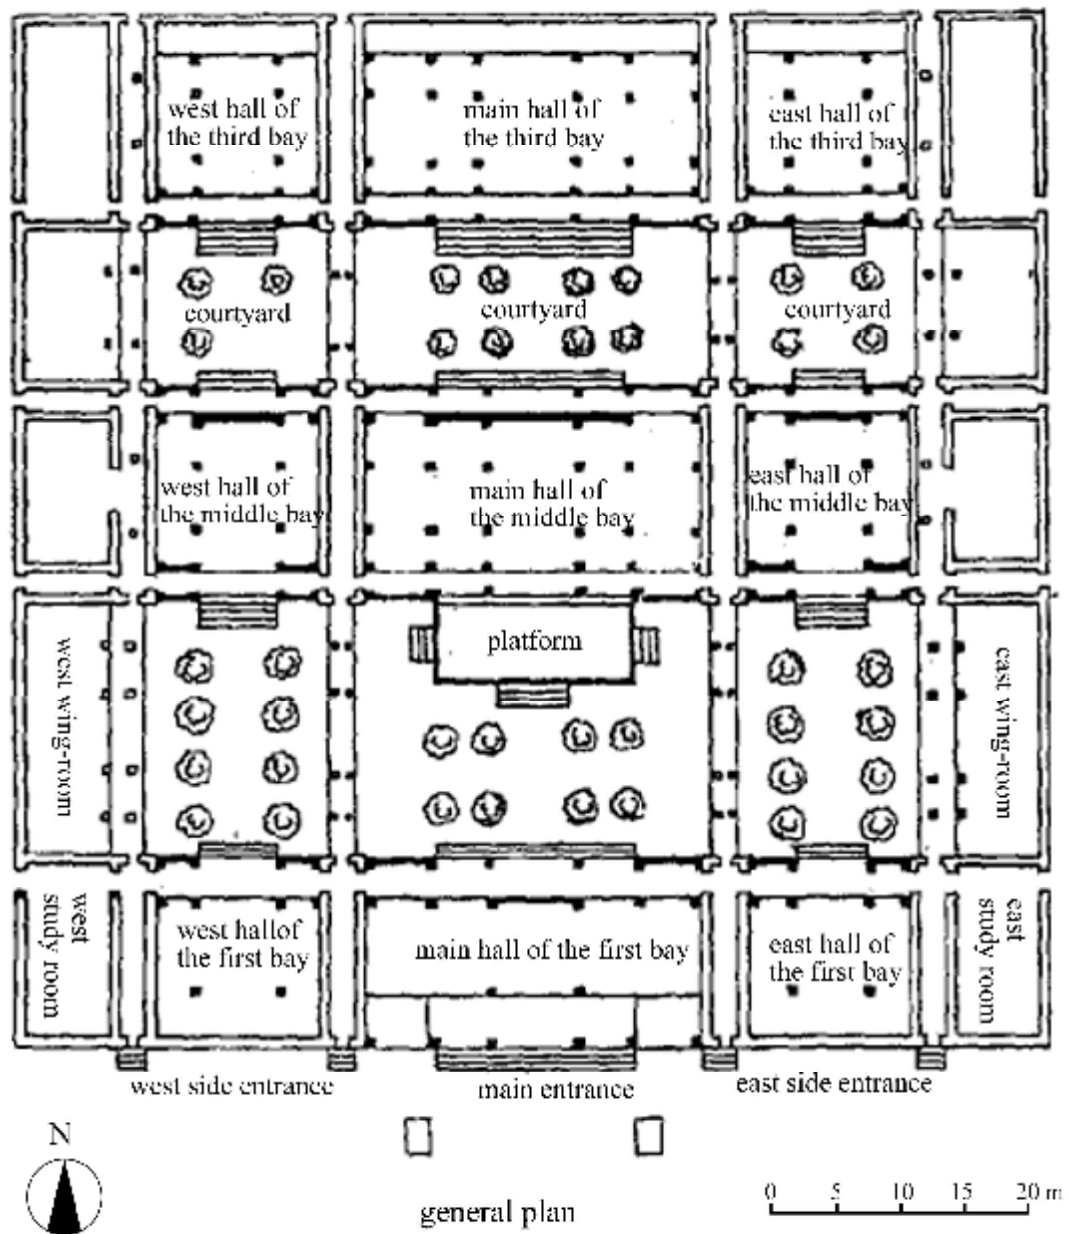 west hall of
the third bay
main hall of
the third bay
east hall of
the third bay
courtyard
courtyard
courtyard
west hall of
the middle bay
main hall of
the middle bay
east hall of
the middle bay
west wing-room
platform
east wing-room
west
study room
west hallof
the first bay
main hall of the first bay
east hall of
the first bay
east
study room
west side entrance
main entrance
east side entrance
N
general plan
0 5 10 15 20 m